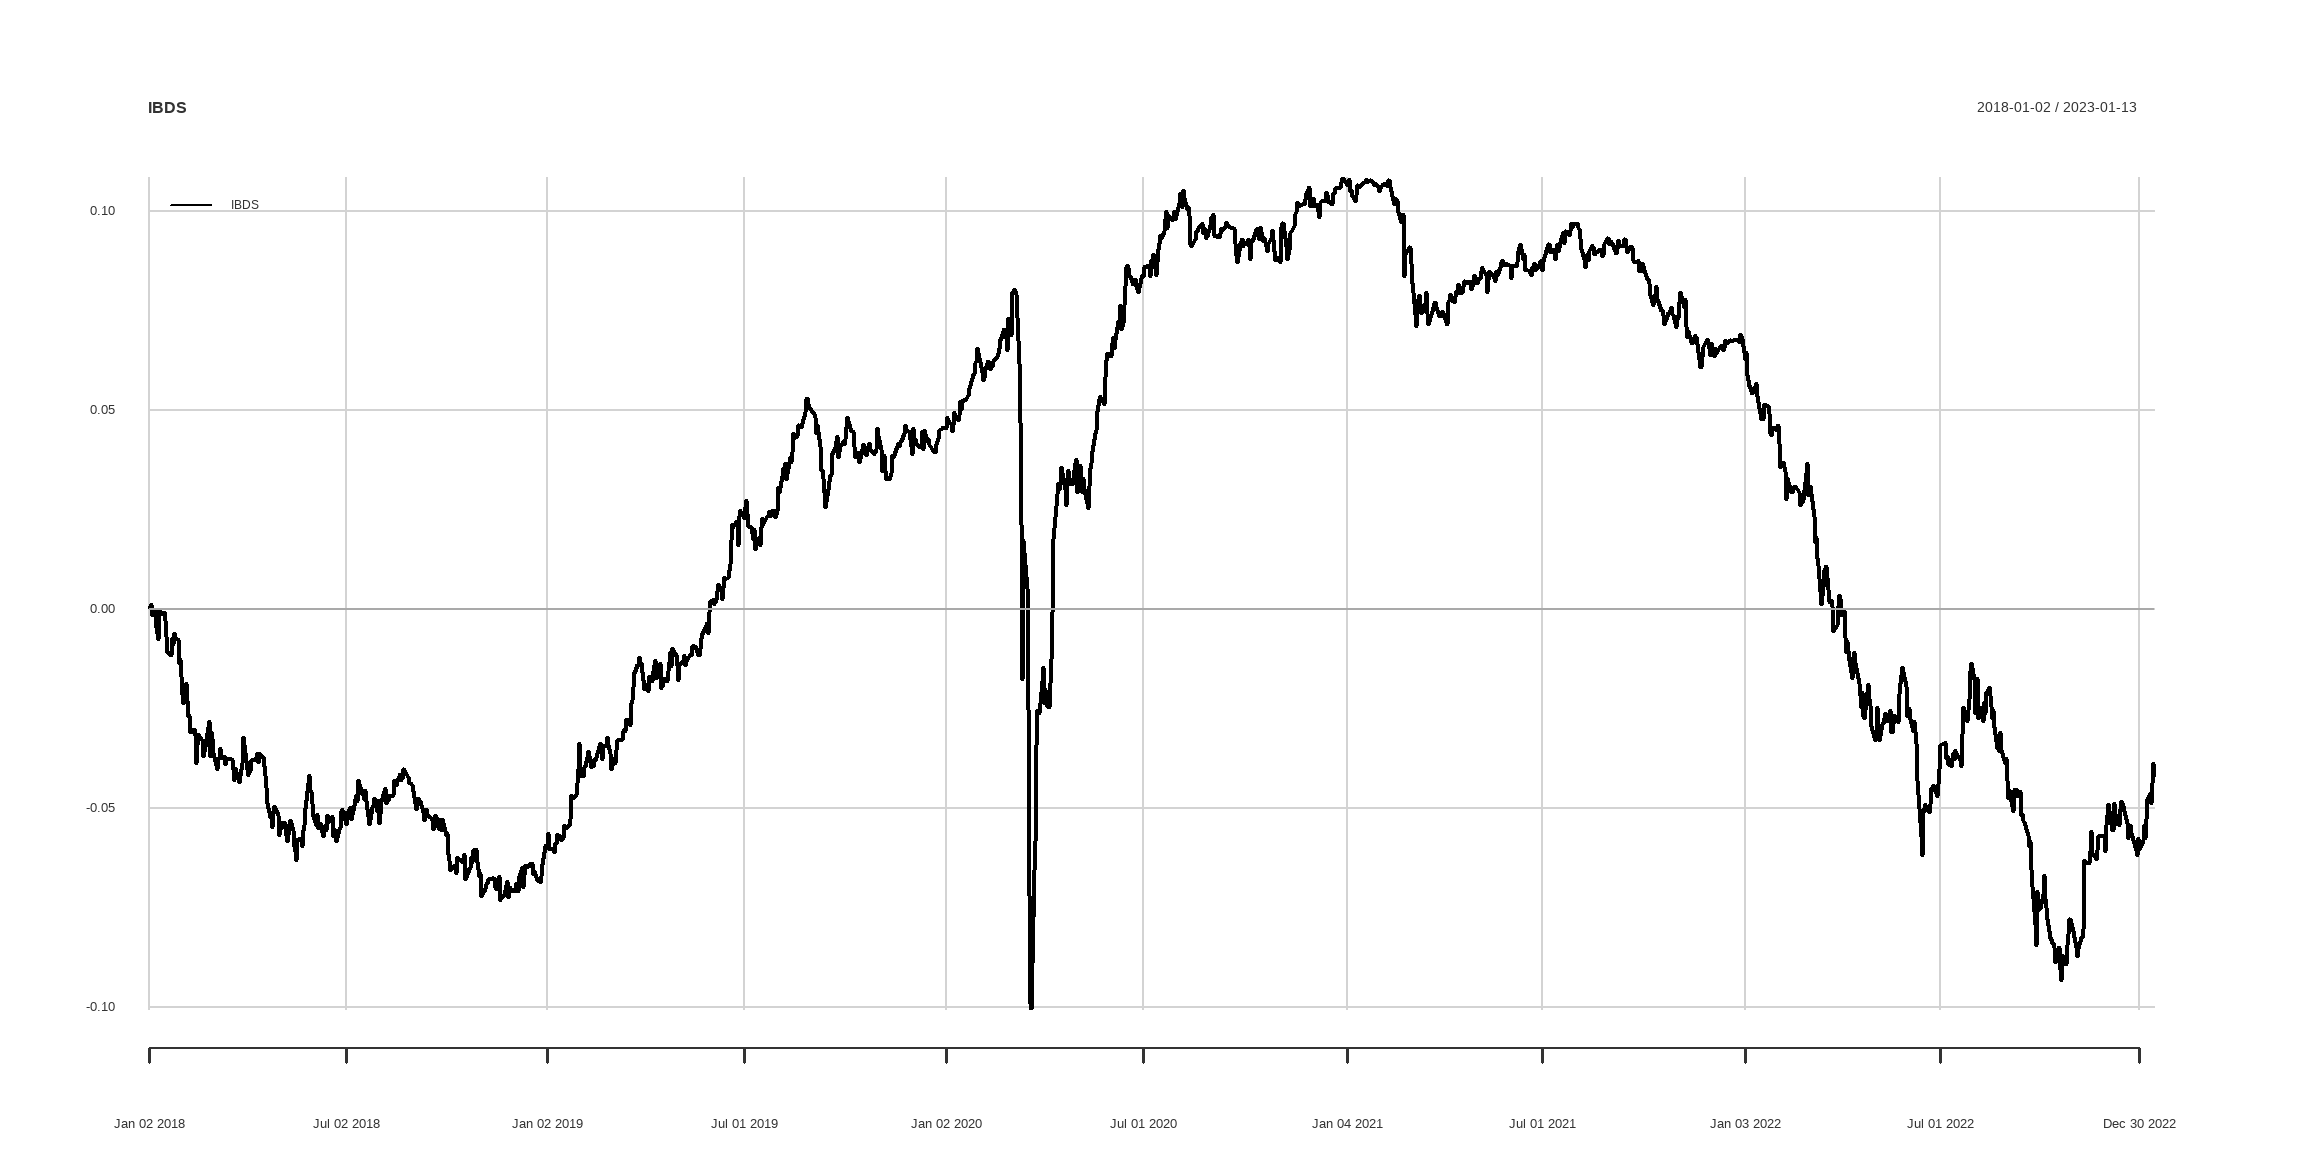 IBDS
2018-01-02 / 2023-01-13
IBDS
0.10
0.05
0.00
-0.05
-0.10
Jan 02 2018
Jul 02 2018
Jan 02 2019
Jul 01 2019
Jan 02 2020
Jul 01 2020
Jan 04 2021
Jul 01 2021
Jan 03 2022
Jul 01 2022
Dec 30 2022